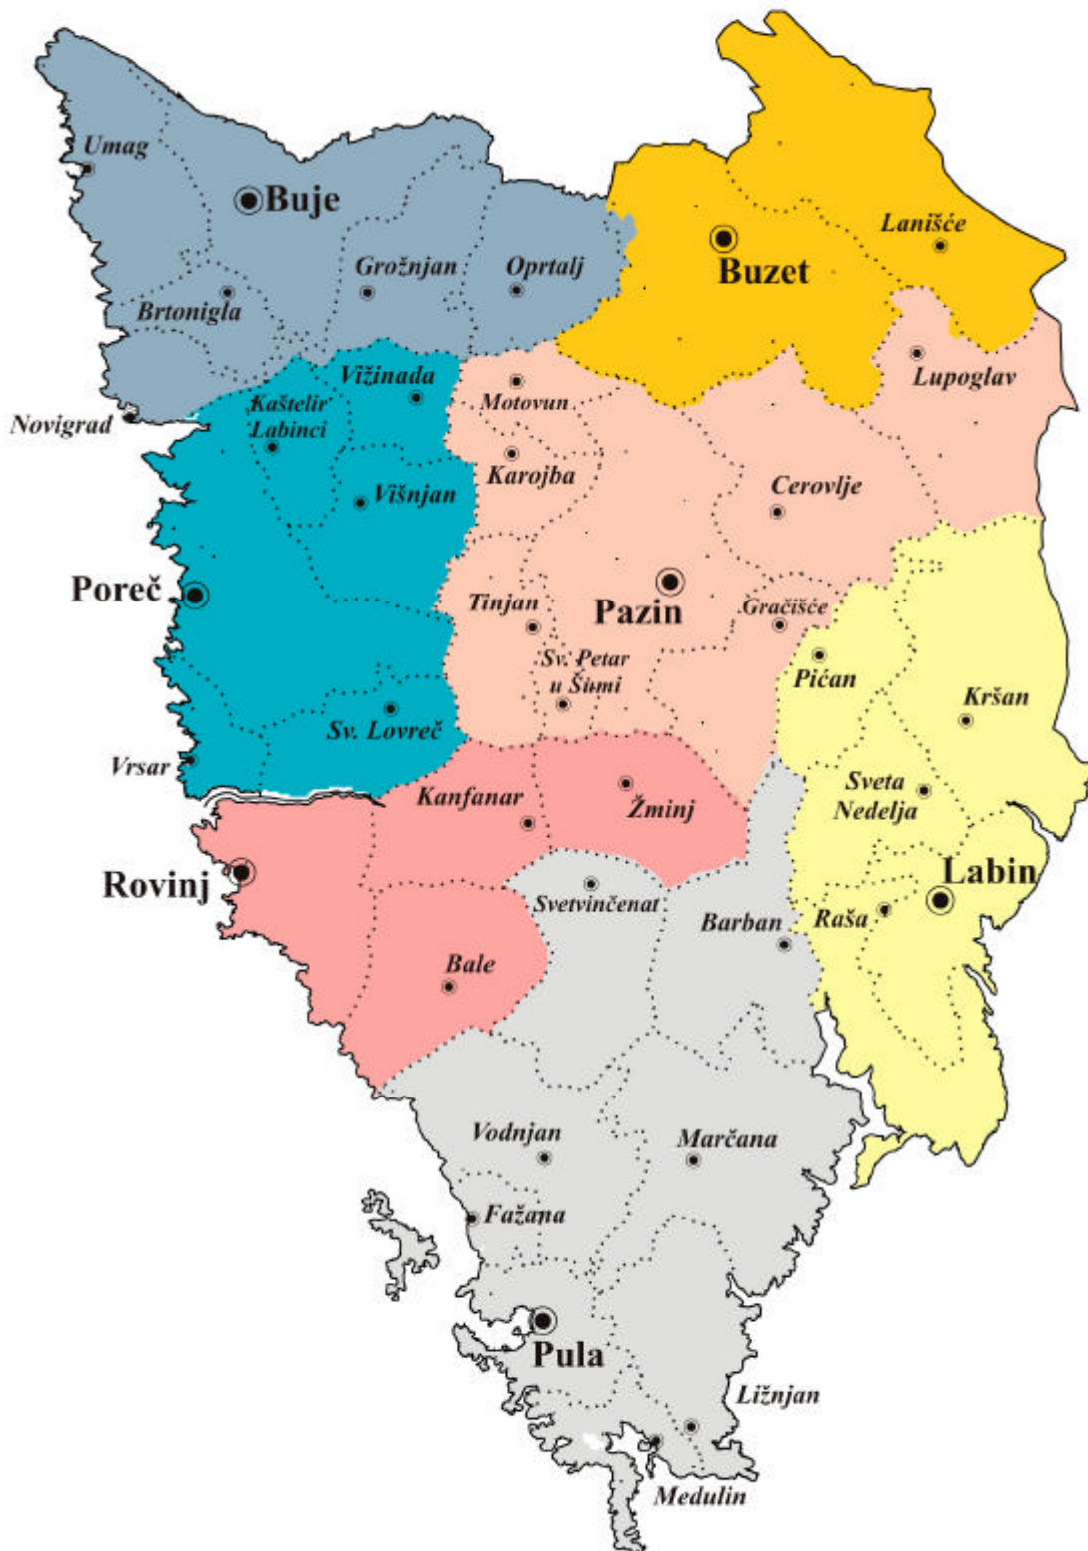 Umag
Buje
Lanišće
Buzet
Grožnjan
Oprtalj
Brtonigla
Lupoglav
Vižinada
Motovun
Kaštelir
Labinci
Novigrad
Karojba
Cerovlje
Višnjan
Poreč
Tinjan
Pazin
Gračišće
Sv. Petar
u Šumi
Pićan
Kršan
Sv. Lovreč
Vrsar
Sveta
Nedelja
Kanfanar
Žminj
Rovinj
Labin
Svetvinčenat
Barban
Raša
Bale
Vodnjan
Marčana
Fažana
Pula
Ližnjan
Medulin